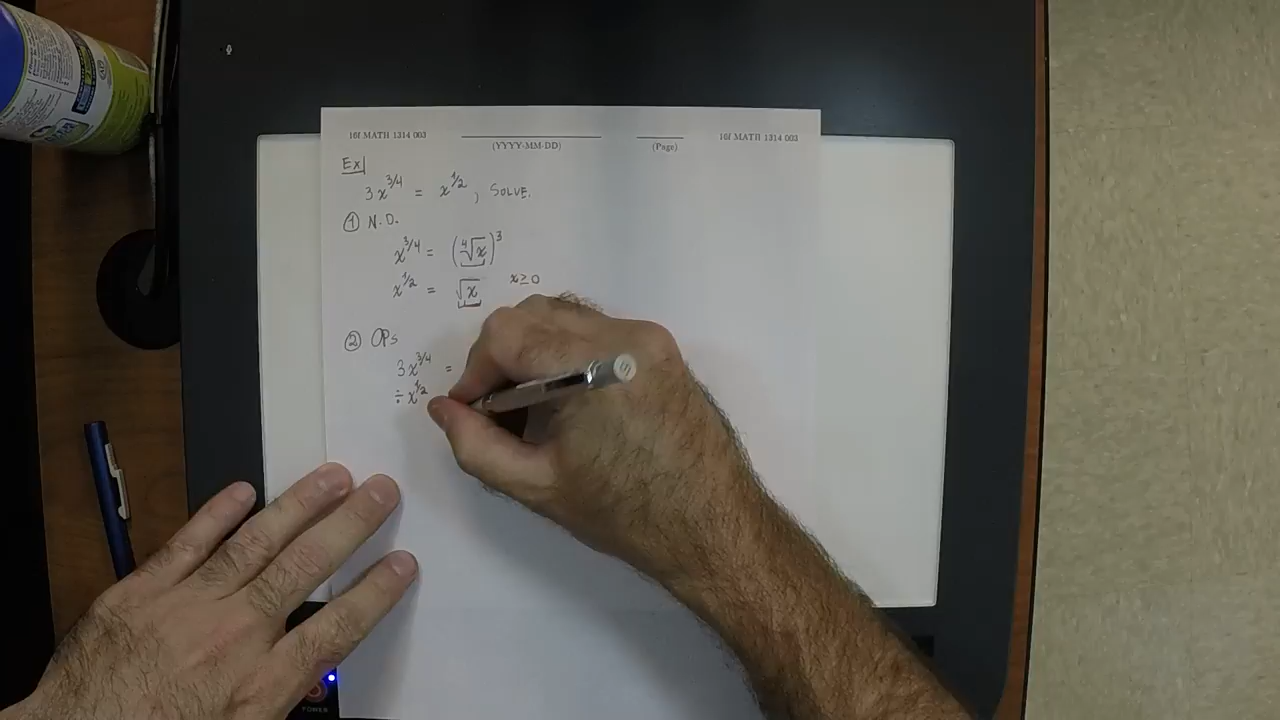 16f MATH 1314 003 16f MATH 1314 003
(YYYY-MM-DD) (Page)
Ex
3x^{3/4} = x^{1/2}, SOLVE.
① N.D.
x^{3/4} = (∜x)^3
x^{1/2} = √x x ≥ 0
② OPs
3x^{3/4} =
÷ x^{1/2}
POWER